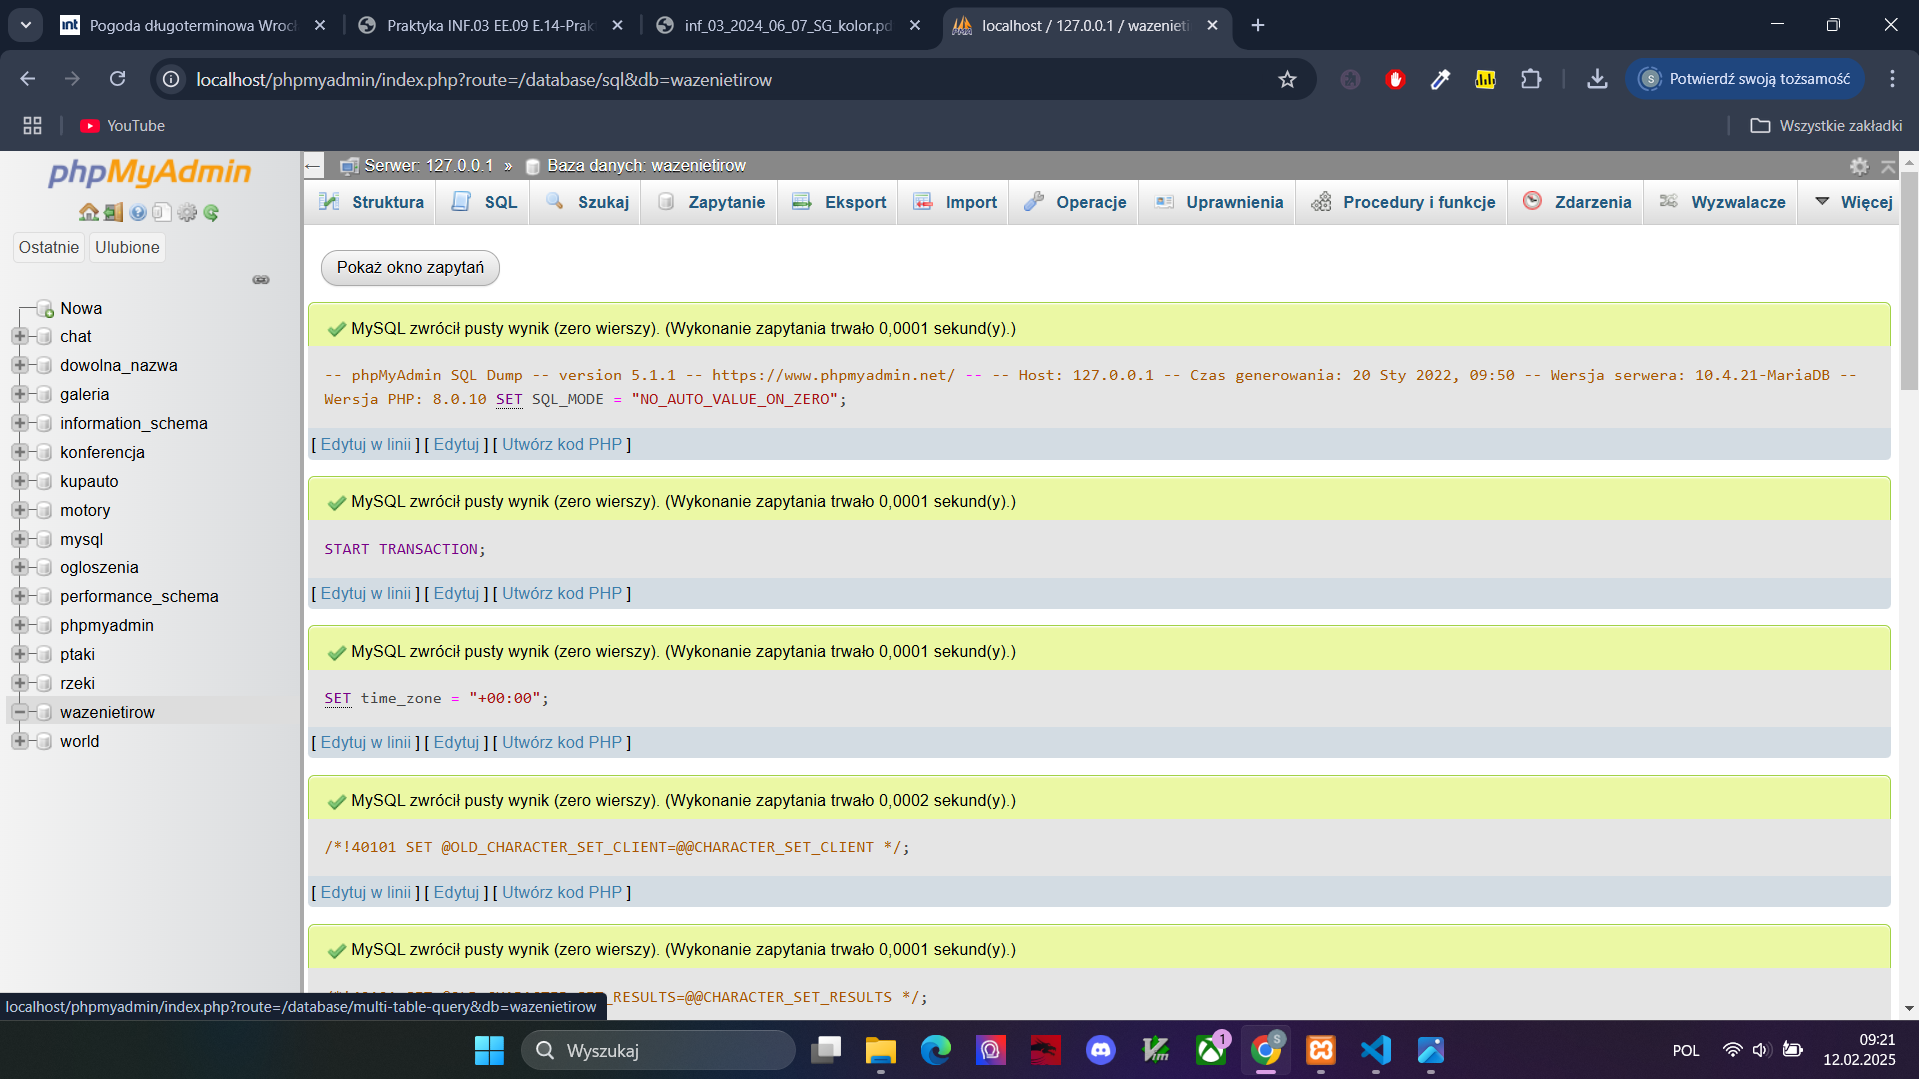 Pogoda długoterminowa Wrocł
Praktyka INF.03 EE.09 E.14-Prak
inf_03_2024_06_07_SG_kolor.pd
localhost / 127.0.0.1 / wazenieti
localhost/phpmyadmin/index.php?route=/database/sql&db=wazenietirow
Potwierdź swoją tożsamość
YouTube
Wszystkie zakładki
phpMyAdmin
Serwer: 127.0.0.1 » Baza danych: wazenietirow
Struktura SQL Szukaj Zapytanie Eksport Import Operacje Uprawnienia Procedury i funkcje Zdarzenia Wyzwalacze Więcej
Ostatnie Ulubione
Nowa
chat
dowolna_nazwa
galeria
information_schema
konferencja
kupauto
motory
mysql
ogloszenia
performance_schema
phpmyadmin
ptaki
rzeki
wazenietirow
world
Pokaż okno zapytań
MySQL zwrócił pusty wynik (zero wierszy). (Wykonanie zapytania trwało 0,0001 sekund(y).)
-- phpMyAdmin SQL Dump -- version 5.1.1 -- https://www.phpmyadmin.net/ -- -- Host: 127.0.0.1 -- Czas generowania: 20 Sty 2022, 09:50 -- Wersja serwera: 10.4.21-MariaDB --
Wersja PHP: 8.0.10 SET SQL_MODE = "NO_AUTO_VALUE_ON_ZERO";
[ Edytuj w linii ] [ Edytuj ] [ Utwórz kod PHP ]
MySQL zwrócił pusty wynik (zero wierszy). (Wykonanie zapytania trwało 0,0001 sekund(y).)
START TRANSACTION;
[ Edytuj w linii ] [ Edytuj ] [ Utwórz kod PHP ]
MySQL zwrócił pusty wynik (zero wierszy). (Wykonanie zapytania trwało 0,0001 sekund(y).)
SET time_zone = "+00:00";
[ Edytuj w linii ] [ Edytuj ] [ Utwórz kod PHP ]
MySQL zwrócił pusty wynik (zero wierszy). (Wykonanie zapytania trwało 0,0002 sekund(y).)
/*!40101 SET @OLD_CHARACTER_SET_CLIENT=@@CHARACTER_SET_CLIENT */;
[ Edytuj w linii ] [ Edytuj ] [ Utwórz kod PHP ]
MySQL zwrócił pusty wynik (zero wierszy). (Wykonanie zapytania trwało 0,0001 sekund(y).)
_RESULTS=@@CHARACTER_SET_RESULTS */;
localhost/phpmyadmin/index.php?route=/database/multi-table-query&db=wazenietirow
Wyszukaj
1
S
POL
09:21
12.02.2025